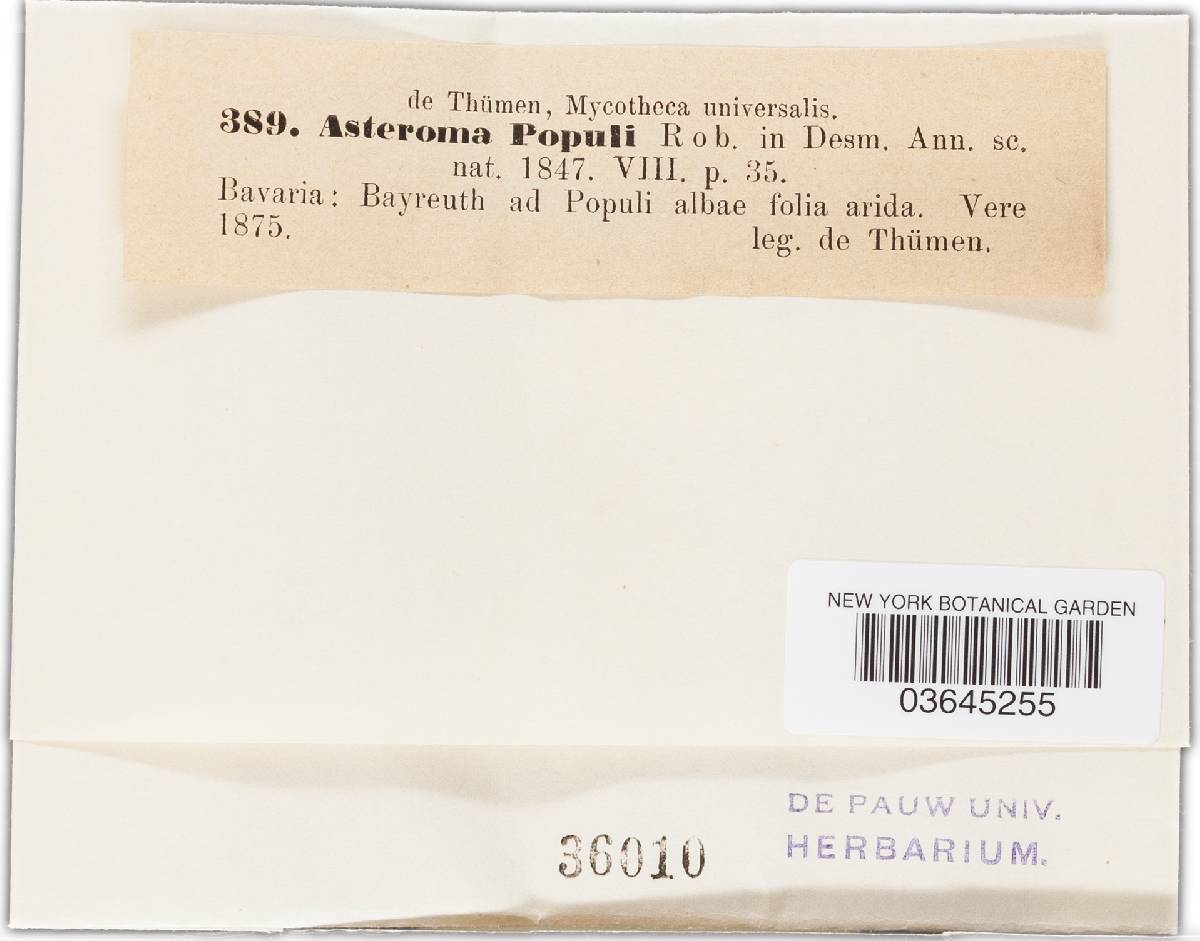 de Thümen, Mycotheca universalis.
389. Asteroma Populi Rob. in Desm. Ann. sc.
nat. 1847. VIII. p. 35.
Bavaria: Bayreuth ad Populi albae folia arida. Vere
1875. leg. de Thümen.
NEW YORK BOTANICAL GARDEN
03645255
DE PAUW UNIV.
HERBARIUM.
36010